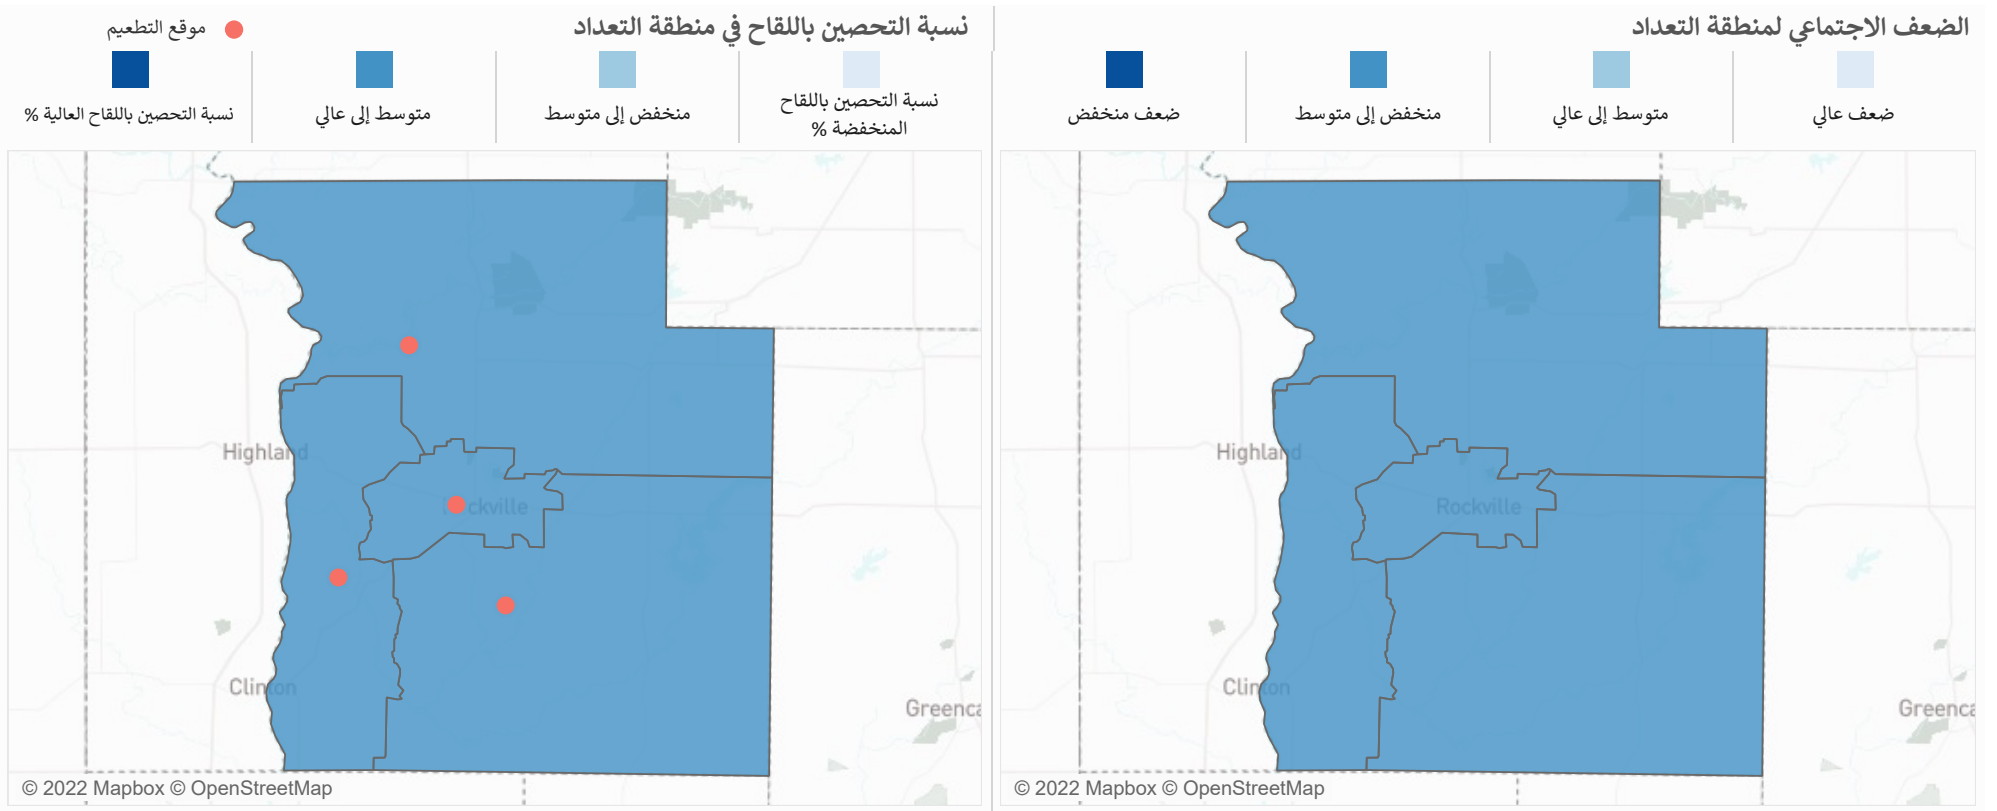 الضعف الاجتماعي لمنطقة التعداد
ضعف عالي
متوسط إلى عالي
منخفض إلى متوسط
ضعف منخفض
Highland
Rockville
Clinton
Greenca
© 2022 Mapbox © OpenStreetMap
نسبة التحصين باللقاح في منطقة التعداد
موقع التطعيم
نسبة التحصين باللقاح
المنخفضة %
منخفض إلى متوسط
متوسط إلى عالي
نسبة التحصين باللقاح العالية %
Highland
ckville
Clinton
Greenca
© 2022 Mapbox © OpenStreetMap